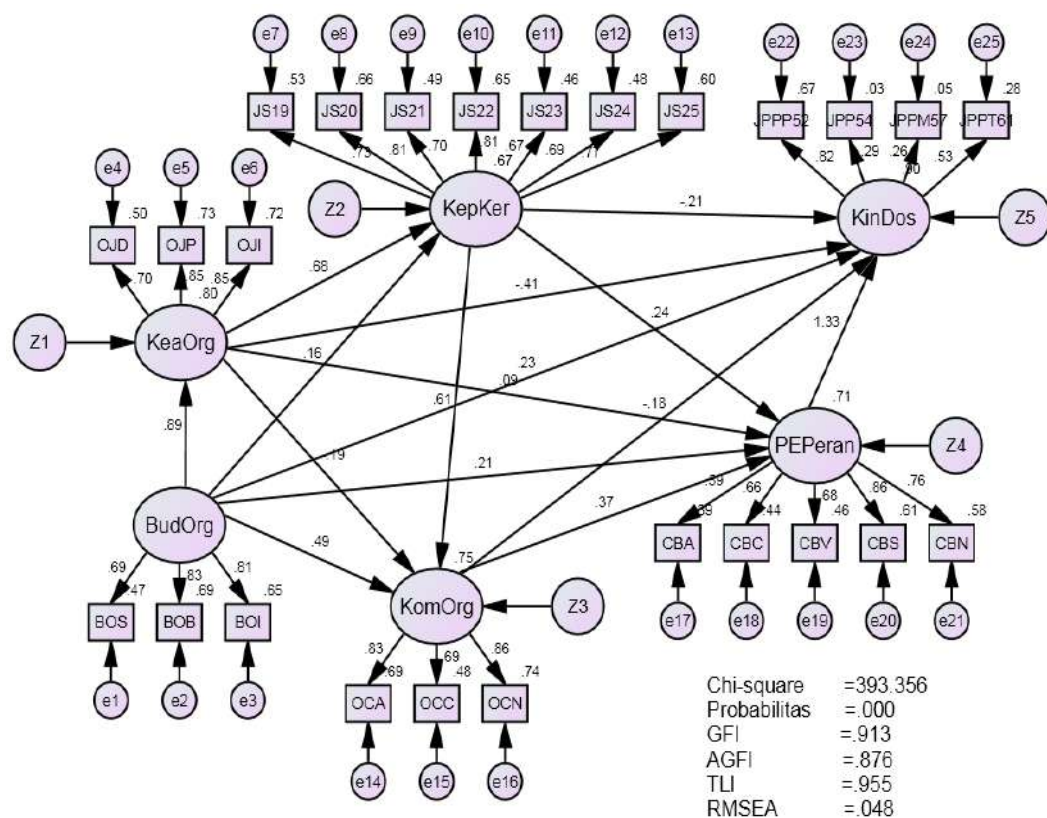 e7 e8 e9 e10 e11 e12 e13
e22 e23 e24 e25
.53 .66 .49 .65 .46 .48 .60
.67 .03 .05 .28
JS19 JS20 JS21 JS22 JS23 JS24 JS25
JPPP52 JPP54 JPPM57 JPPT61
.73 .81 .70 .81 .67 .67 .69 .71
.82 .29 .26 .90 .53
e4 e5 e6
.50 .73 .72
OJD OJP OJI
.70 .85 .85
.80
Z2 KepKer
-.21
KinDos Z5
.68
-.41
.24
1.33
Z1 KeaOrg
.16
.23
.09
.61
-.18
.71
.89
.19
.21
PEPeran Z4
BudOrg
.49
.37
.39 .66 .68 .86 .76
.39 .44 .46 .61 .58
CBA CBC CBV CBS CBN
e17 e18 e19 e20 e21
69 .83 .81
.47 .69 .65
BOS BOB BOI
e1 e2 e3
.75
KomOrg Z3
.83 .69 .86
.69 .48 .74
OCA OCC OCN
e14 e15 e16
Chi-square =393.356
Probabilitas =.000
GFI =.913
AGFI =.876
TLI =.955
RMSEA =.048